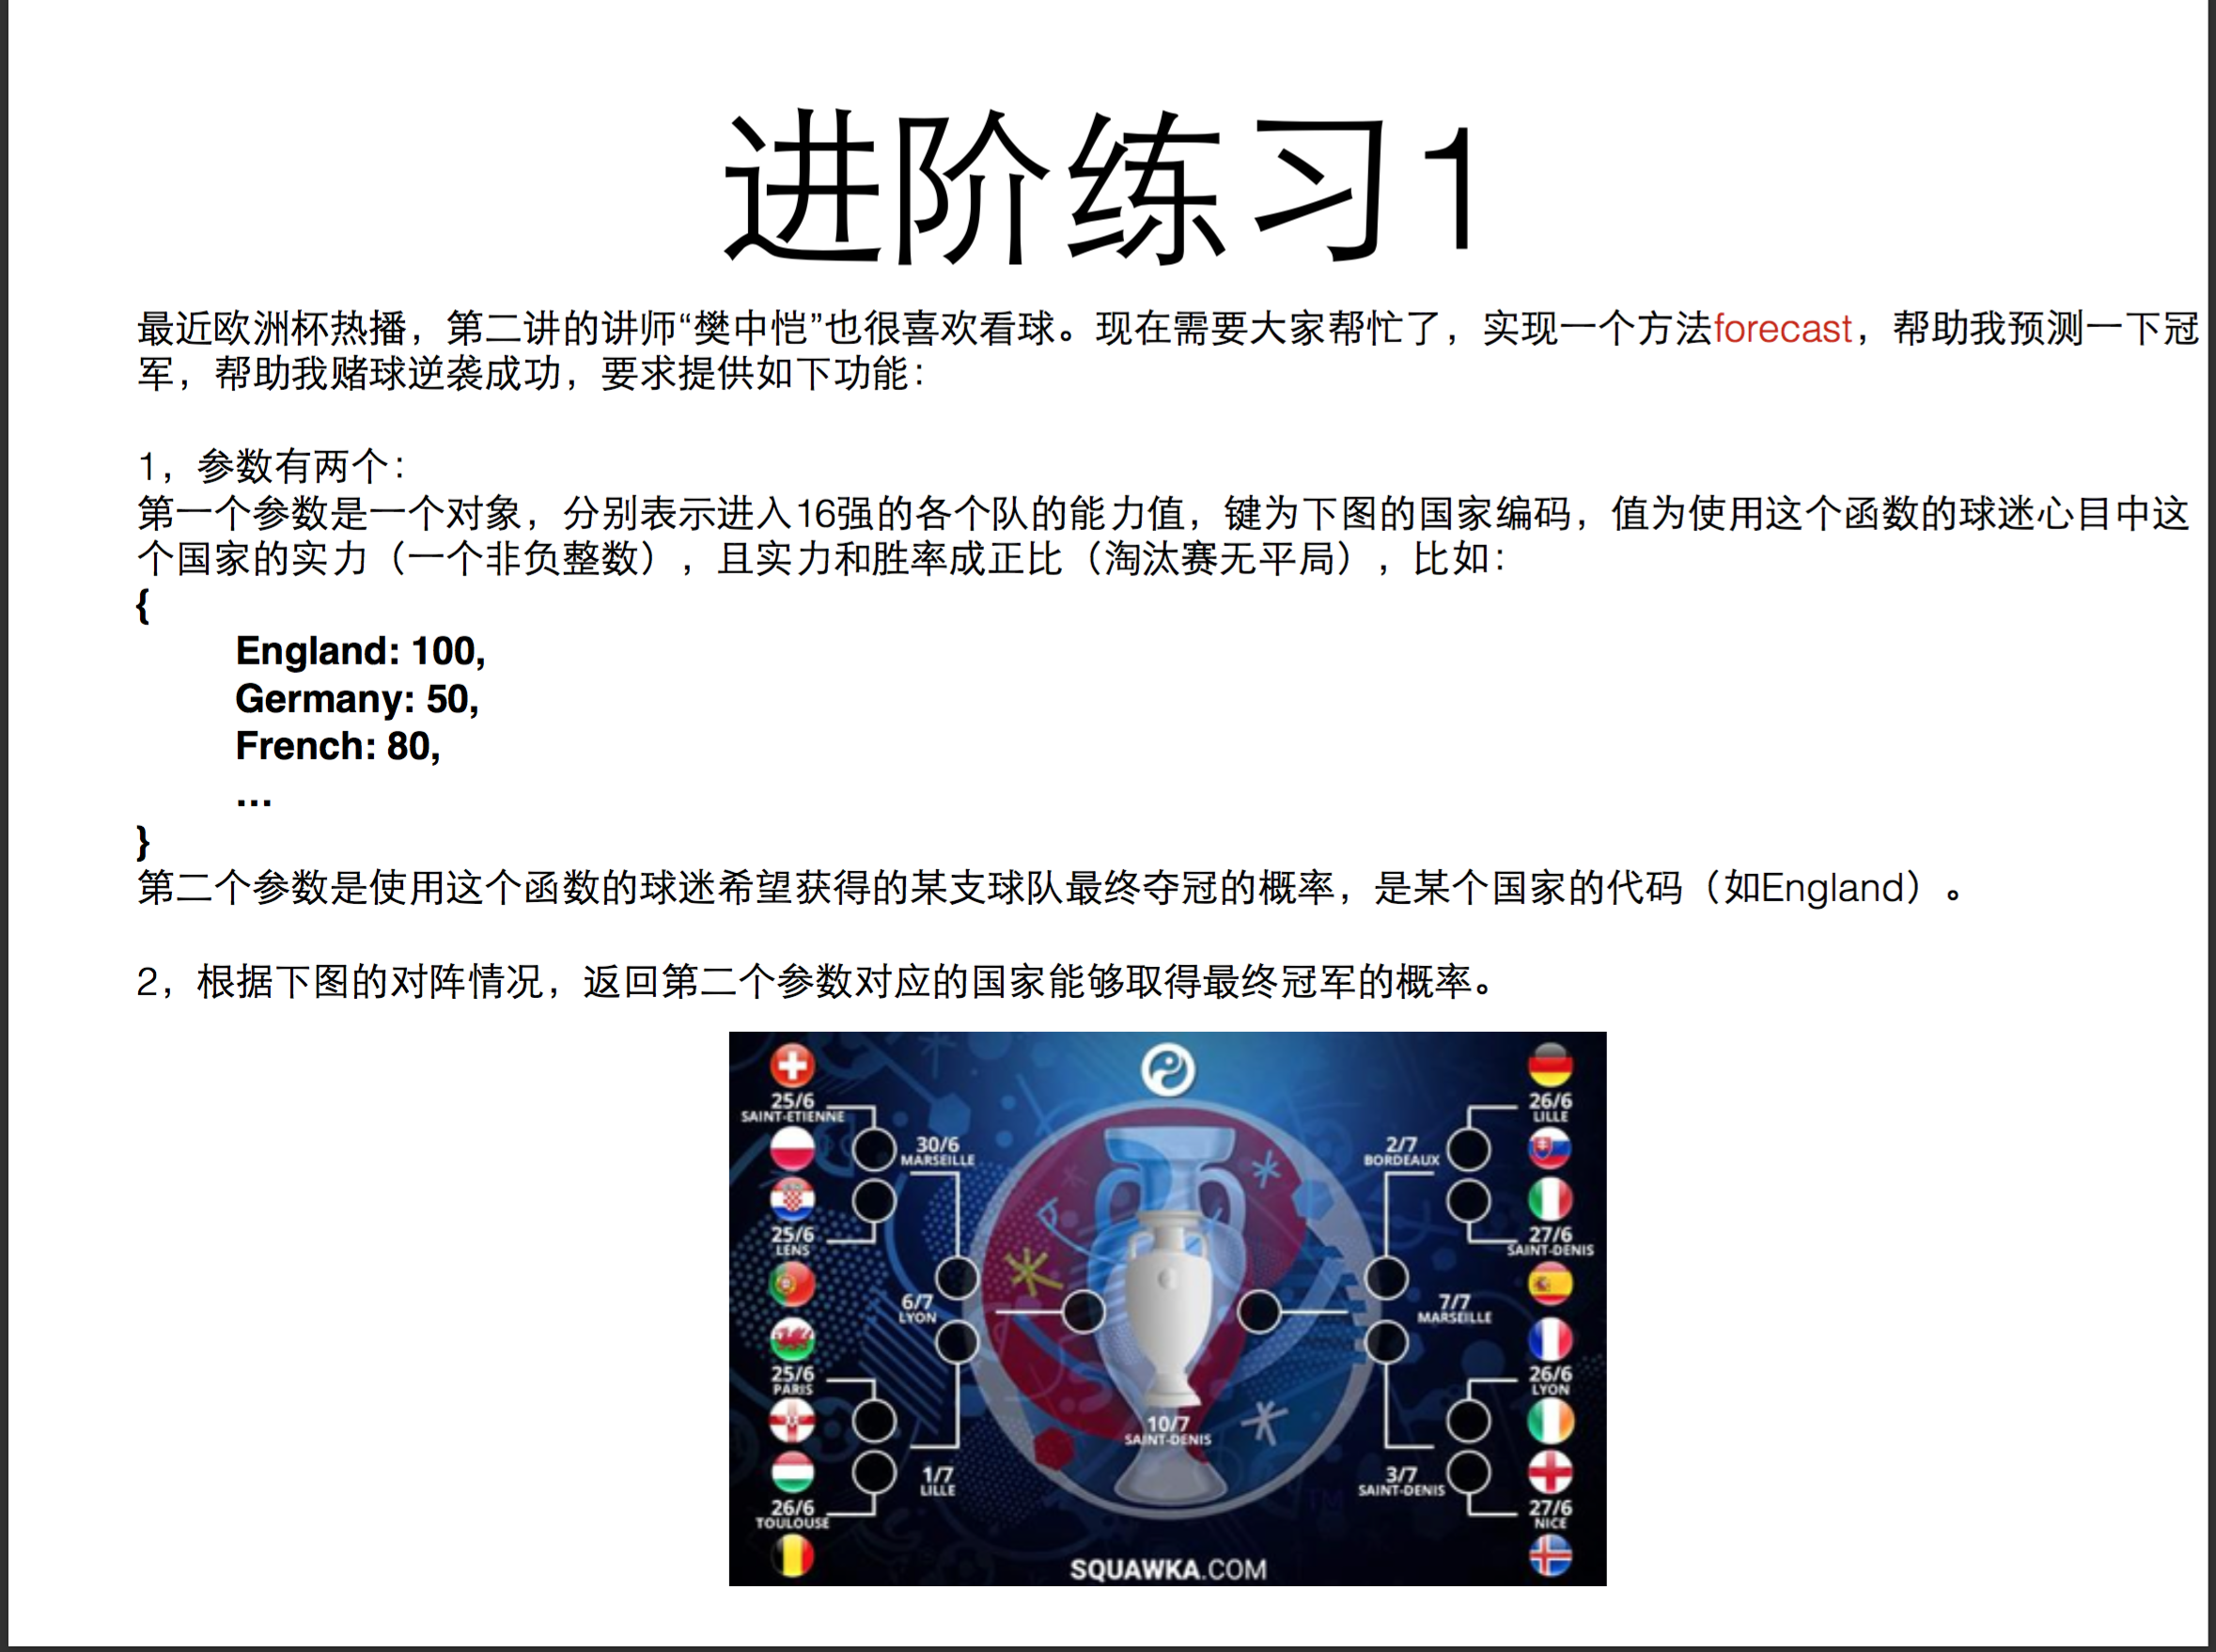 进阶练习1
最近欧洲杯热播，第二讲的讲师“樊中恺”也很喜欢看球。现在需要大家帮忙了，实现一个方法forecast，帮助我预测一下冠
军，帮助我赌球逆袭成功，要求提供如下功能：
1，参数有两个：
第一个参数是一个对象，分别表示进入16强的各个队的能力值，键为下图的国家编码，值为使用这个函数的球迷心目中这
个国家的实力（一个非负整数），且实力和胜率成正比（淘汰赛无平局），比如：
{
England: 100,
Germany: 50,
French: 80,
...
}
第二个参数是使用这个函数的球迷希望获得的某支球队最终夺冠的概率，是某个国家的代码（如England）。
2，根据下图的对阵情况，返回第二个参数对应的国家能够取得最终冠军的概率。
25/6
SAINT-ETIENNE
30/6
MARSEILLE
25/6
LENS
6/7
LYON
25/6
PARIS
1/7
LILLE
26/6
TOULOUSE
10/7
SAINT-DENIS
26/6
LILLE
2/7
BORDEAUX
27/6
SAINT-DENIS
7/7
MARSEILLE
26/6
LYON
3/7
SAINT-DENIS
27/6
NICE
TM
SQUAWKA.COM